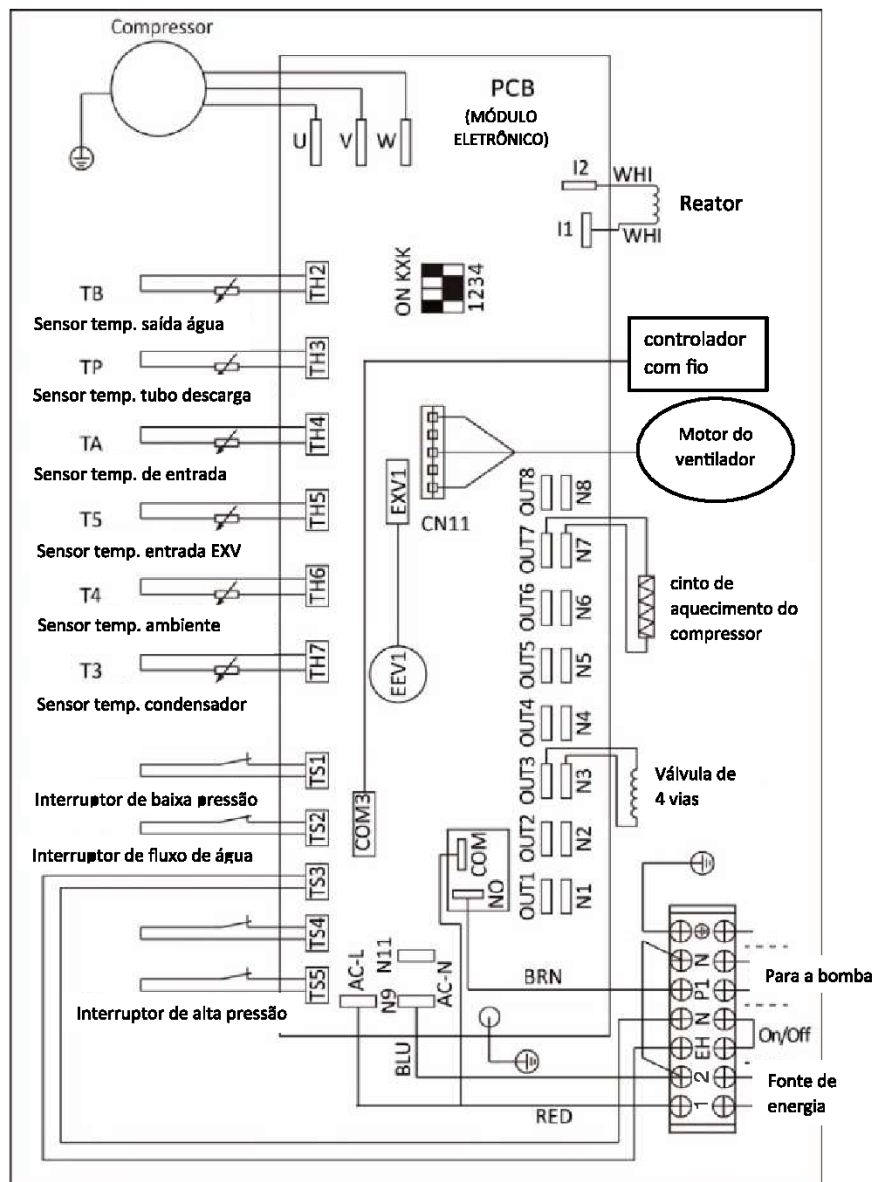 Compressor
PCB
(MÓDULO
ELETRÔNICO)
U
V
W
I2
WHI
Reator
I1
WHI
ON KXK
1234
TB
TH2
Sensor temp. saída água
TP
TH3
Sensor temp. tubo descarga
TA
TH4
Sensor temp. de entrada
T5
TH5
Sensor temp. entrada EXV
T4
TH6
Sensor temp. ambiente
T3
TH7
Sensor temp. condensador
controlador
com fio
Motor do
ventilador
EXV1
CN11
EEV1
OUT8
N8
OUT7
N7
OUT6
N6
OUT5
N5
OUT4
N4
OUT3
N3
OUT2
N2
OUT1
N1
cinto de
aquecimento do
compressor
Válvula de
4 vias
TS1
Interruptor de baixa pressão
TS2
Interruptor de fluxo de água
TS3
TS4
TS5
Interruptor de alta pressão
COM3
COM
NO
AC-L
N11
N9
AC-N
BRN
BLU
RED
N
P1
N
EH
2
1
Para a bomba
On/Off
Fonte de
energia